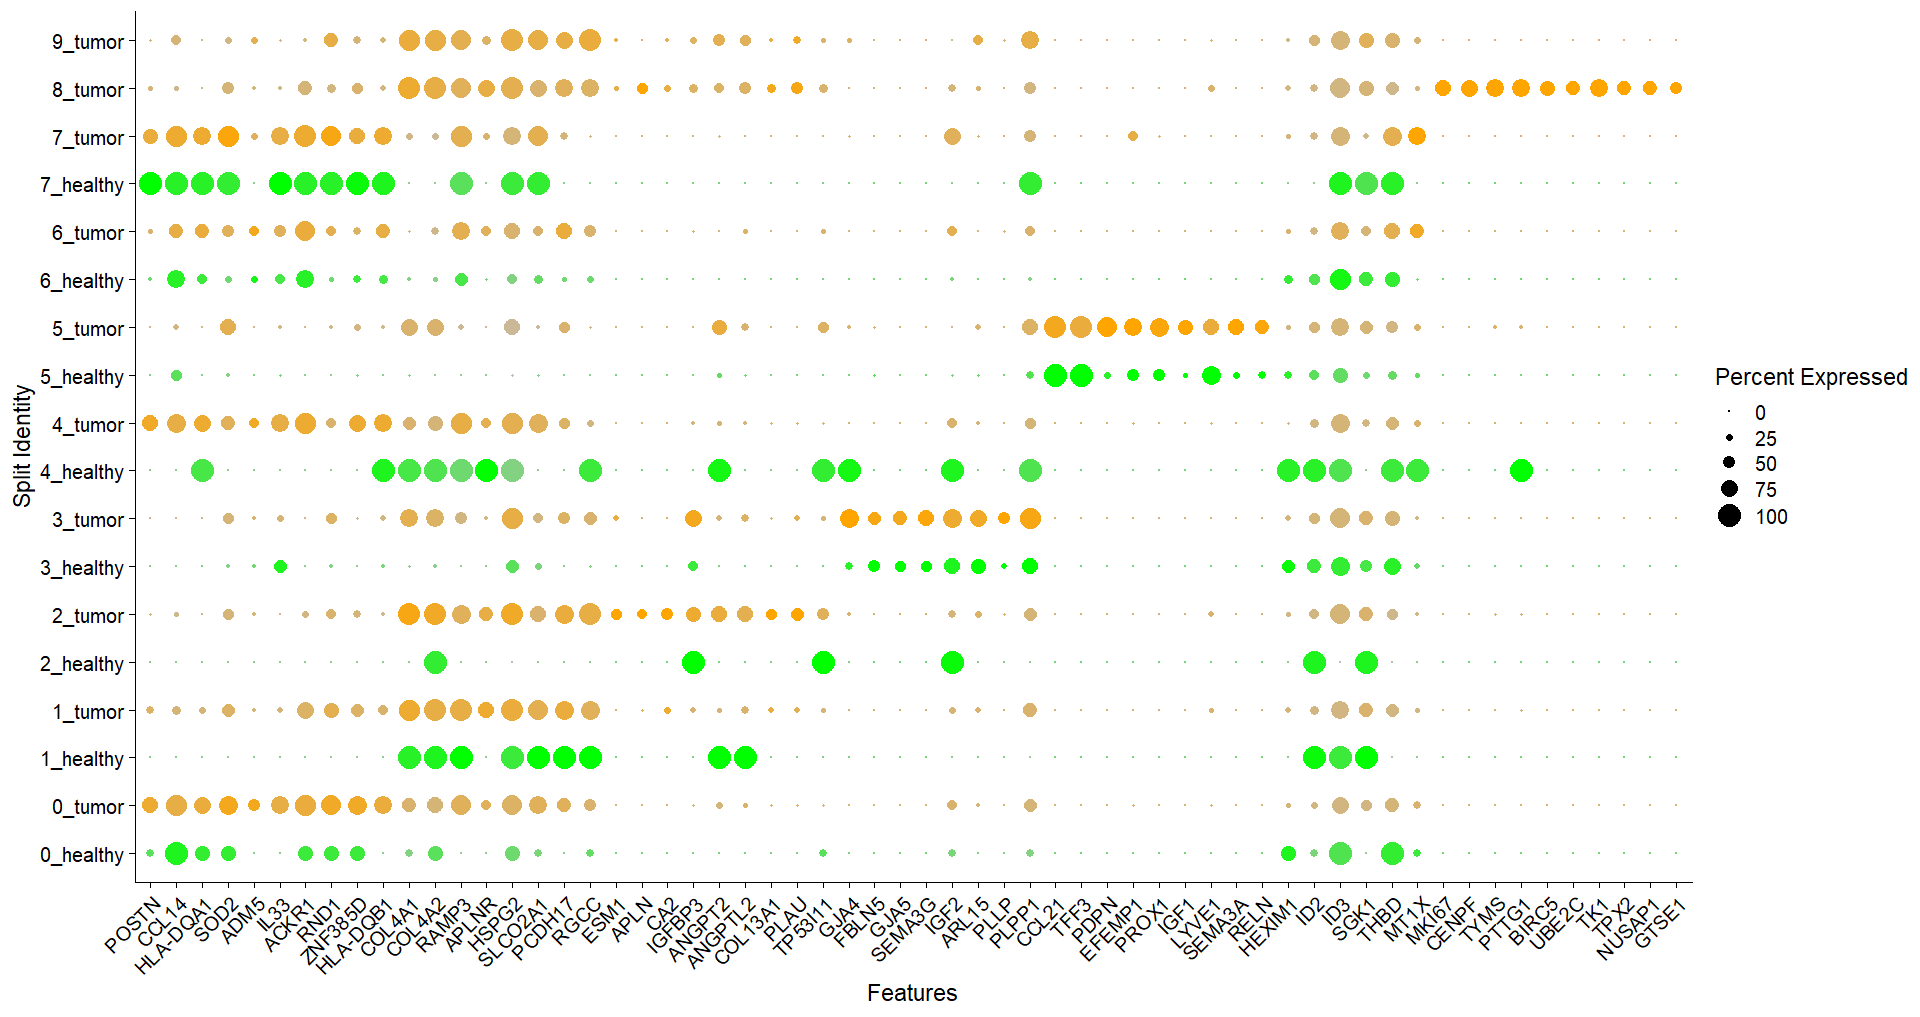 9_tumor
8_tumor
7_tumor
7_healthy
6_tumor
6_healthy
5_tumor
5_healthy
4_tumor
4_healthy
3_tumor
3_healthy
2_tumor
2_healthy
1_tumor
1_healthy
0_tumor
0_healthy
Split Identity
POSTN
CCL14
HLA-DQA1
SOD2
ADM5
IL33
ACKR1
RND1
ZNF385D
HLA-DQB1
COL4A1
COL4A2
RAMP3
APLNR
HSPG2
SLCO2A1
PCDH17
RGCC
ESM1
APLN
CA2
IGFBP3
ANGPT2
ANGPTL2
COL13A1
PLAU
TP53I11
GJA4
FBLN5
GJA5
SEMA3G
IGF2
ARL15
PLLP
PLPP1
CCL21
TFF3
PDPN
EFEMP1
PROX1
IGF1
LYVE1
SEMA3A
RELN
HEXIM1
ID2
ID3
SGK1
THBD
MT1X
MKI67
CENPF
TYMS
PTTG1
BIRC5
UBE2C
TK1
TPX2
NUSAP1
GTSE1
Features
Percent Expressed
0
25
50
75
100